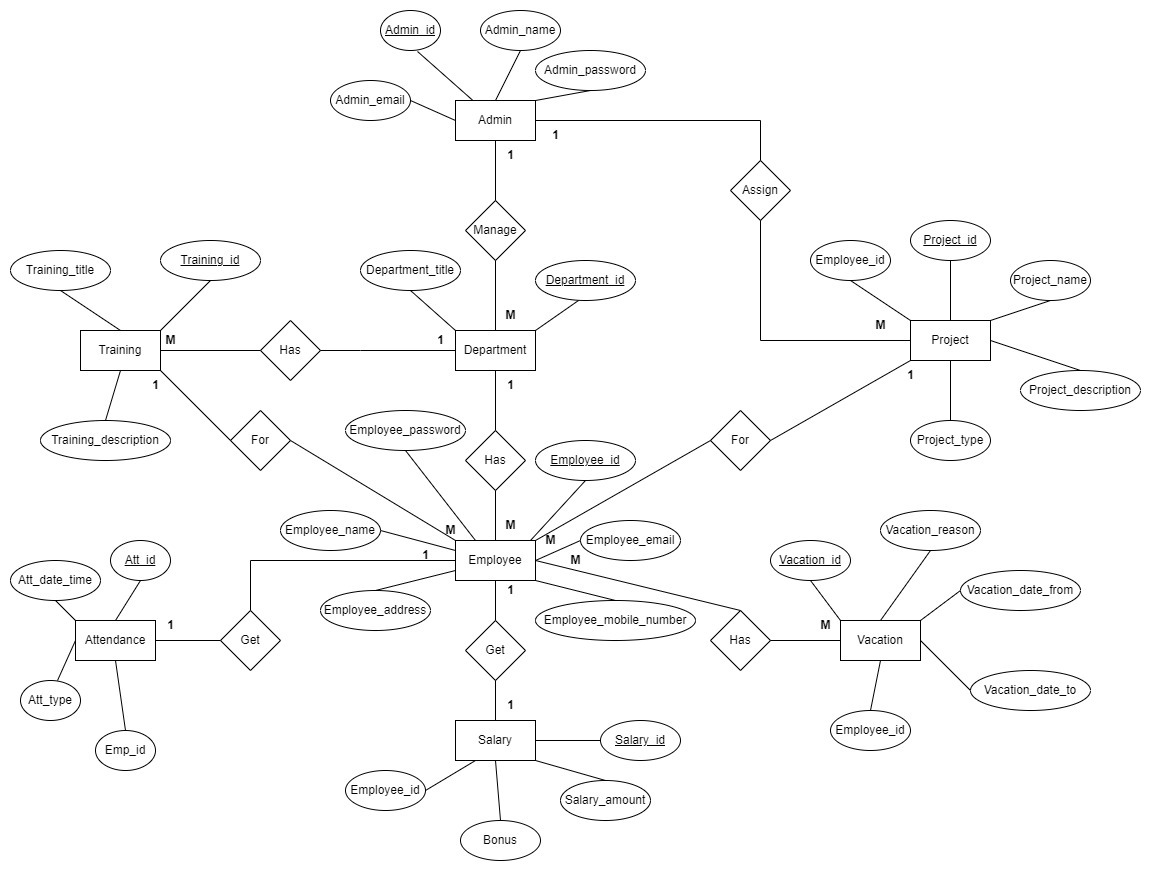 Admin_id
Admin_name
Admin_password
Admin_email
Admin
1
1
Assign
Manage
Project_id
Employee_id
Project_name
Training_title
Training_id
Department_title
Department_id
M
M
M
1
Training
Has
Department
Project
1
1
1
Project_description
Training_description
For
Employee_password
Has
Employee_id
For
Project_type
Employee_name
M
M
M
Employee_email
Vacation_reason
1
Employee
M
Att_id
Vacation_id
Att_date_time
1
Vacation_date_from
Employee_address
Employee_mobile_number
1
M
Attendance
Get
Get
Has
Vacation
Att_type
Vacation_date_to
1
Emp_id
Employee_id
Salary
Salary_id
Employee_id
Salary_amount
Bonus